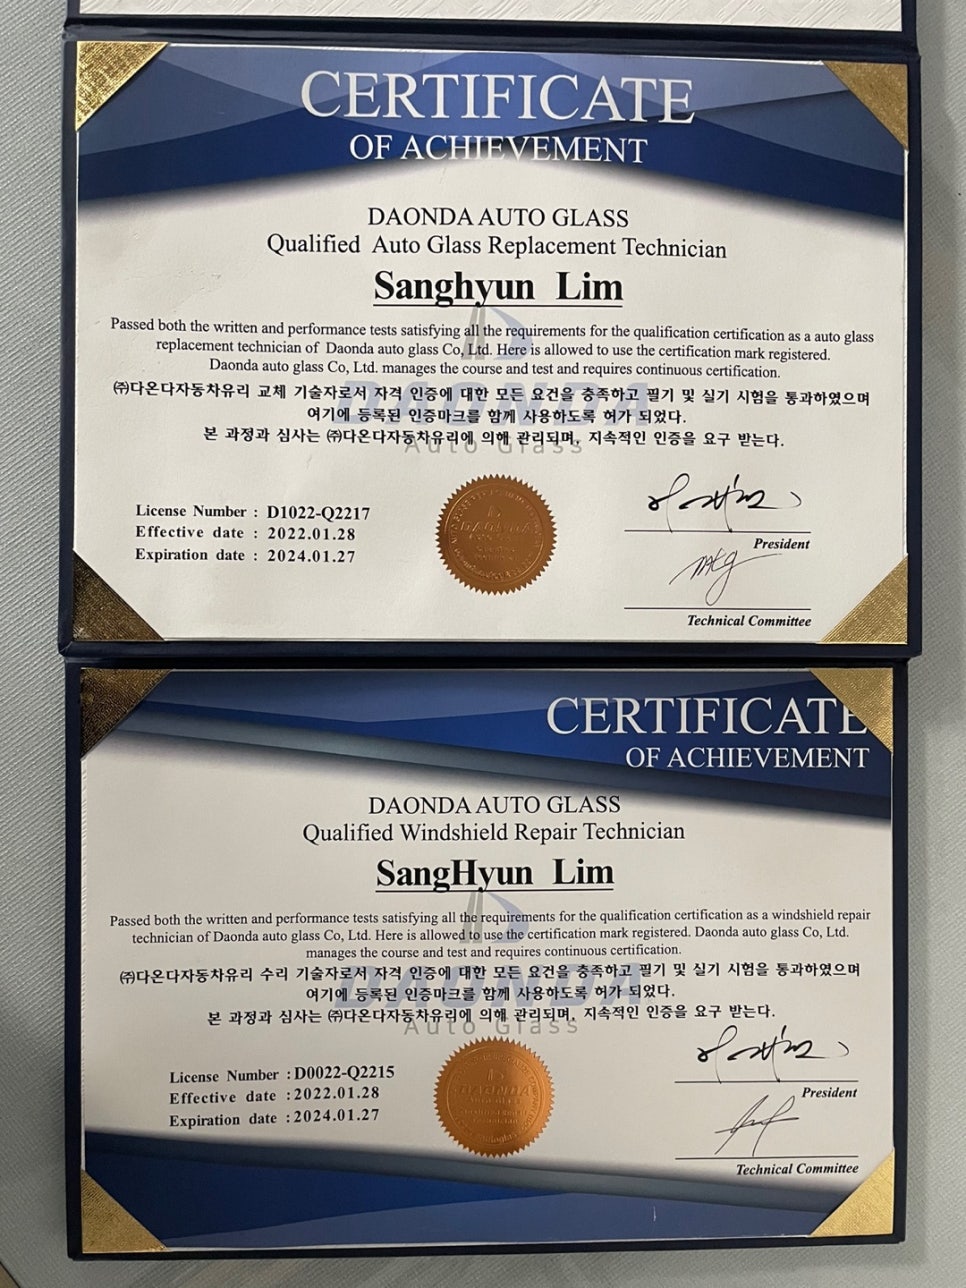 CERTIFICATE
OF ACHIEVEMENT
DAONDA AUTO GLASS
Qualified Auto Glass Replacement Technician
Sanghyun Lim
Passed both the written and performance tests satisfying all the requirements for the qualification certification as a auto glass
replacement technician of Daonda auto glass Co, Ltd. Here is allowed to use the certification mark registered.
Daonda auto glass Co, Ltd. manages the course and test and requires continuous certification.
㈜다온다자동차유리 교체 기술자로서 자격 인증에 대한 모든 요건을 충족하고 필기 및 실기 시험을 통과하였으며
여기에 등록된 인증마크를 함께 사용하도록 허가 되었다.
본 과정과 심사는 ㈜다온다자동차유리에 의해 관리되며, 지속적인 인증을 요구 받는다.
DAONDA
Auto Glass
License Number : D1022-Q2217
Effective date : 2022.01.28
Expiration date : 2024.01.27
DAONDA
President
Technical Committee
CERTIFICATE
OF ACHIEVEMENT
DAONDA AUTO GLASS
Qualified Windshield Repair Technician
SangHyun Lim
Passed both the written and performance tests satisfying all the requirements for the qualification certification as a windshield repair
technician of Daonda auto glass Co, Ltd. Here is allowed to use the certification mark registered. Daonda auto glass Co, Ltd.
manages the course and test and requires continuous certification.
㈜다온다자동차유리 수리 기술자로서 자격 인증에 대한 모든 요건을 충족하고 필기 및 실기 시험을 통과하였으며
여기에 등록된 인증마크를 함께 사용하도록 허가 되었다.
본 과정과 심사는 ㈜다온다자동차유리에 의해 관리되며, 지속적인 인증을 요구 받는다.
DAONDA
Auto Glass
License Number : D0022-Q2215
Effective date : 2022.01.28
Expiration date : 2024.01.27
DAONDA
President
Technical Committee